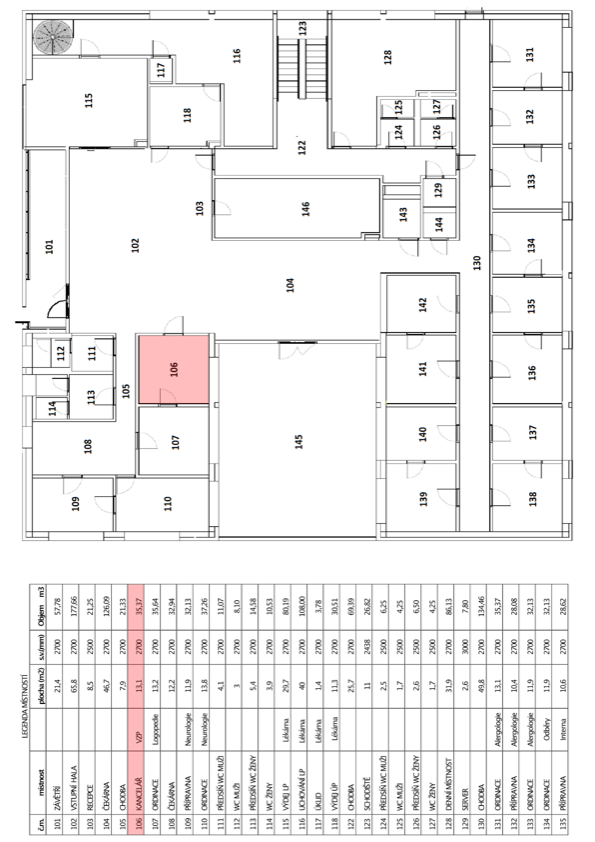 123
116
128
131
117
115
118
125
127
132
124
126
122
133
129
103
146
143
144
101
102
134
130
104
142
135
112
111
106
141
136
105
113
114
107
145
140
137
108
109
110
139
138
LEGENDA MÍSTNOSTÍ
č.m. místnost plocha (m2) s.v.(mm) Objem m3
101 ZÁVĚTŘÍ 21,4 2700 57,78
102 VSTUPNÍ HALA 65,8 2700 177,66
103 RECEPCE 8,5 2500 21,25
104 ČEKÁRNA 46,7 2700 126,09
105 CHODBA 7,9 2700 21,33
106 KANCELÁŘ VZP 13,1 2700 35,37
107 ORDINACE Logopedie 13,2 2700 35,64
108 ČEKÁRNA 12,2 2700 32,94
109 PŘÍPRAVNA Neurologie 11,9 2700 32,13
110 ORDINACE Neurologie 13,8 2700 37,26
111 PŘEDSÍŇ WC MUŽI 4,1 2700 11,07
112 WC MUŽI 3 2700 8,10
113 PŘEDSÍŇ WC ŽENY 5,4 2700 14,58
114 WC ŽENY 3,9 2700 10,53
115 VÝDEJ LP Lékárna 29,7 2700 80,19
116 UCHOVÁNÍ LP Lékárna 40 2700 108,00
117 ÚKLID Lékárna 1,4 2700 3,78
118 VÝDEJ ÚP Lékárna 11,3 2700 30,51
122 CHODBA 25,7 2700 69,39
123 SCHODIŠTĚ 11 2438 26,82
124 PŘEDSÍŇ WC MUŽI 2,5 2500 6,25
125 WC MUŽI 1,7 2500 4,25
126 PŘEDSÍŇ WC ŽENY 2,6 2500 6,50
127 WC ŽENY 1,7 2500 4,25
128 DENNÍ MÍSTNOST 31,9 2700 86,13
129 SERVER 2,6 3000 7,80
130 CHODBA 49,8 2700 134,46
131 ORDINACE Alergologie 13,1 2700 35,37
132 PŘÍPRAVNA Alergologie 10,4 2700 28,08
133 ORDINACE Alergologie 11,9 2700 32,13
134 ORDINACE Odběry 11,9 2700 32,13
135 PŘÍPRAVNA Interna 10,6 2700 28,62